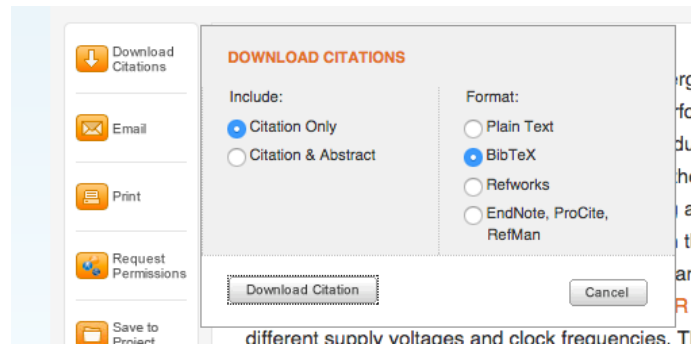 Download
Citations
Email
Print
Request
Permissions
Save to
Project
DOWNLOAD CITATIONS
Include:
Citation Only
Citation & Abstract
Format:
Plain Text
BibTeX
Refworks
EndNote, ProCite,
RefMan
Download Citation
Cancel
different supply voltages and clock frequencies. T